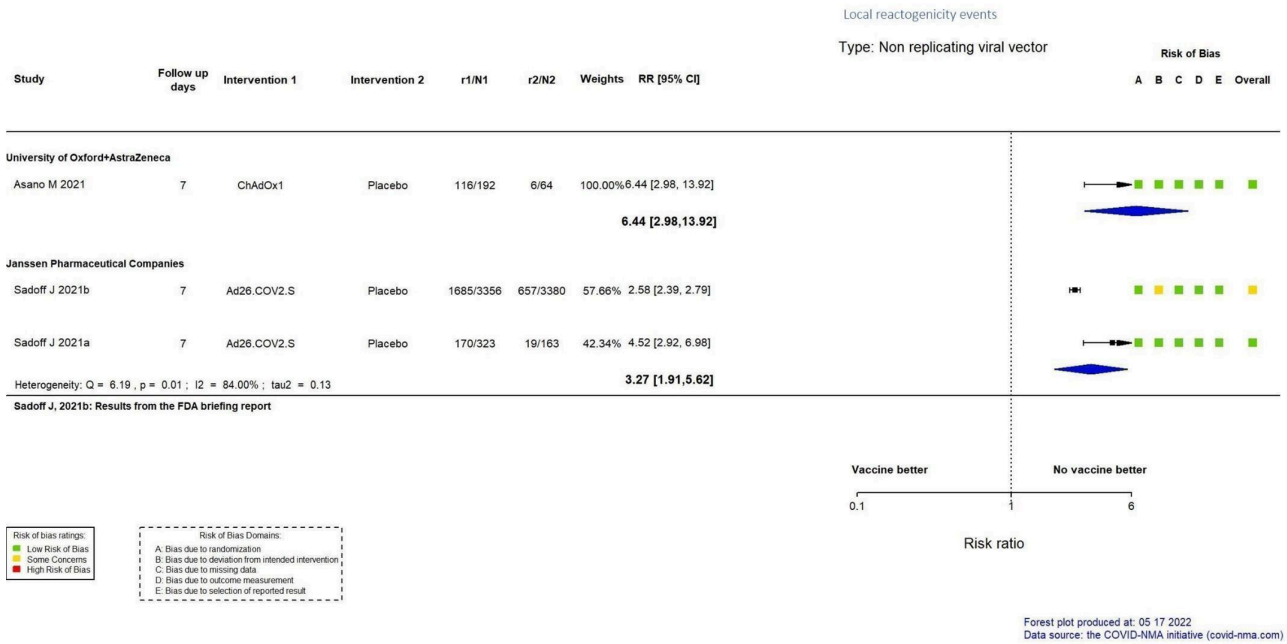 Local reactogenicity events
Type: Non replicating viral vector
Risk of Bias
Study Follow up days Intervention 1 Intervention 2 r1/N1 r2/N2 Weights RR [95% CI] A B C D E Overall
University of Oxford+AstraZeneca
Asano M 2021 7 ChAdOx1 Placebo 116/192 6/64 100.00% 6.44 [2.98, 13.92]
6.44 [2.98,13.92]
Janssen Pharmaceutical Companies
Sadoff J 2021b 7 Ad26.COV2.S Placebo 1685/3356 657/3380 57.66% 2.58 [2.39, 2.79]
Sadoff J 2021a 7 Ad26.COV2.S Placebo 170/323 19/163 42.34% 4.52 [2.92, 6.98]
Heterogeneity: Q = 6.19 , p = 0.01 ; I2 = 84.00% ; tau2 = 0.13 3.27 [1.91,5.62]
Sadoff J, 2021b: Results from the FDA briefing report
Vaccine better No vaccine better
0.1 1 6
Risk ratio
Risk of bias ratings:
Low Risk of Bias
Some Concerns
High Risk of Bias
Risk of Bias Domains:
A: Bias due to randomization
B: Bias due to deviation from intended intervention
C: Bias due to missing data
D: Bias due to outcome measurement
E: Bias due to selection of reported result
Forest plot produced at: 05 17 2022
Data source: the COVID-NMA initiative (covid-nma.com)